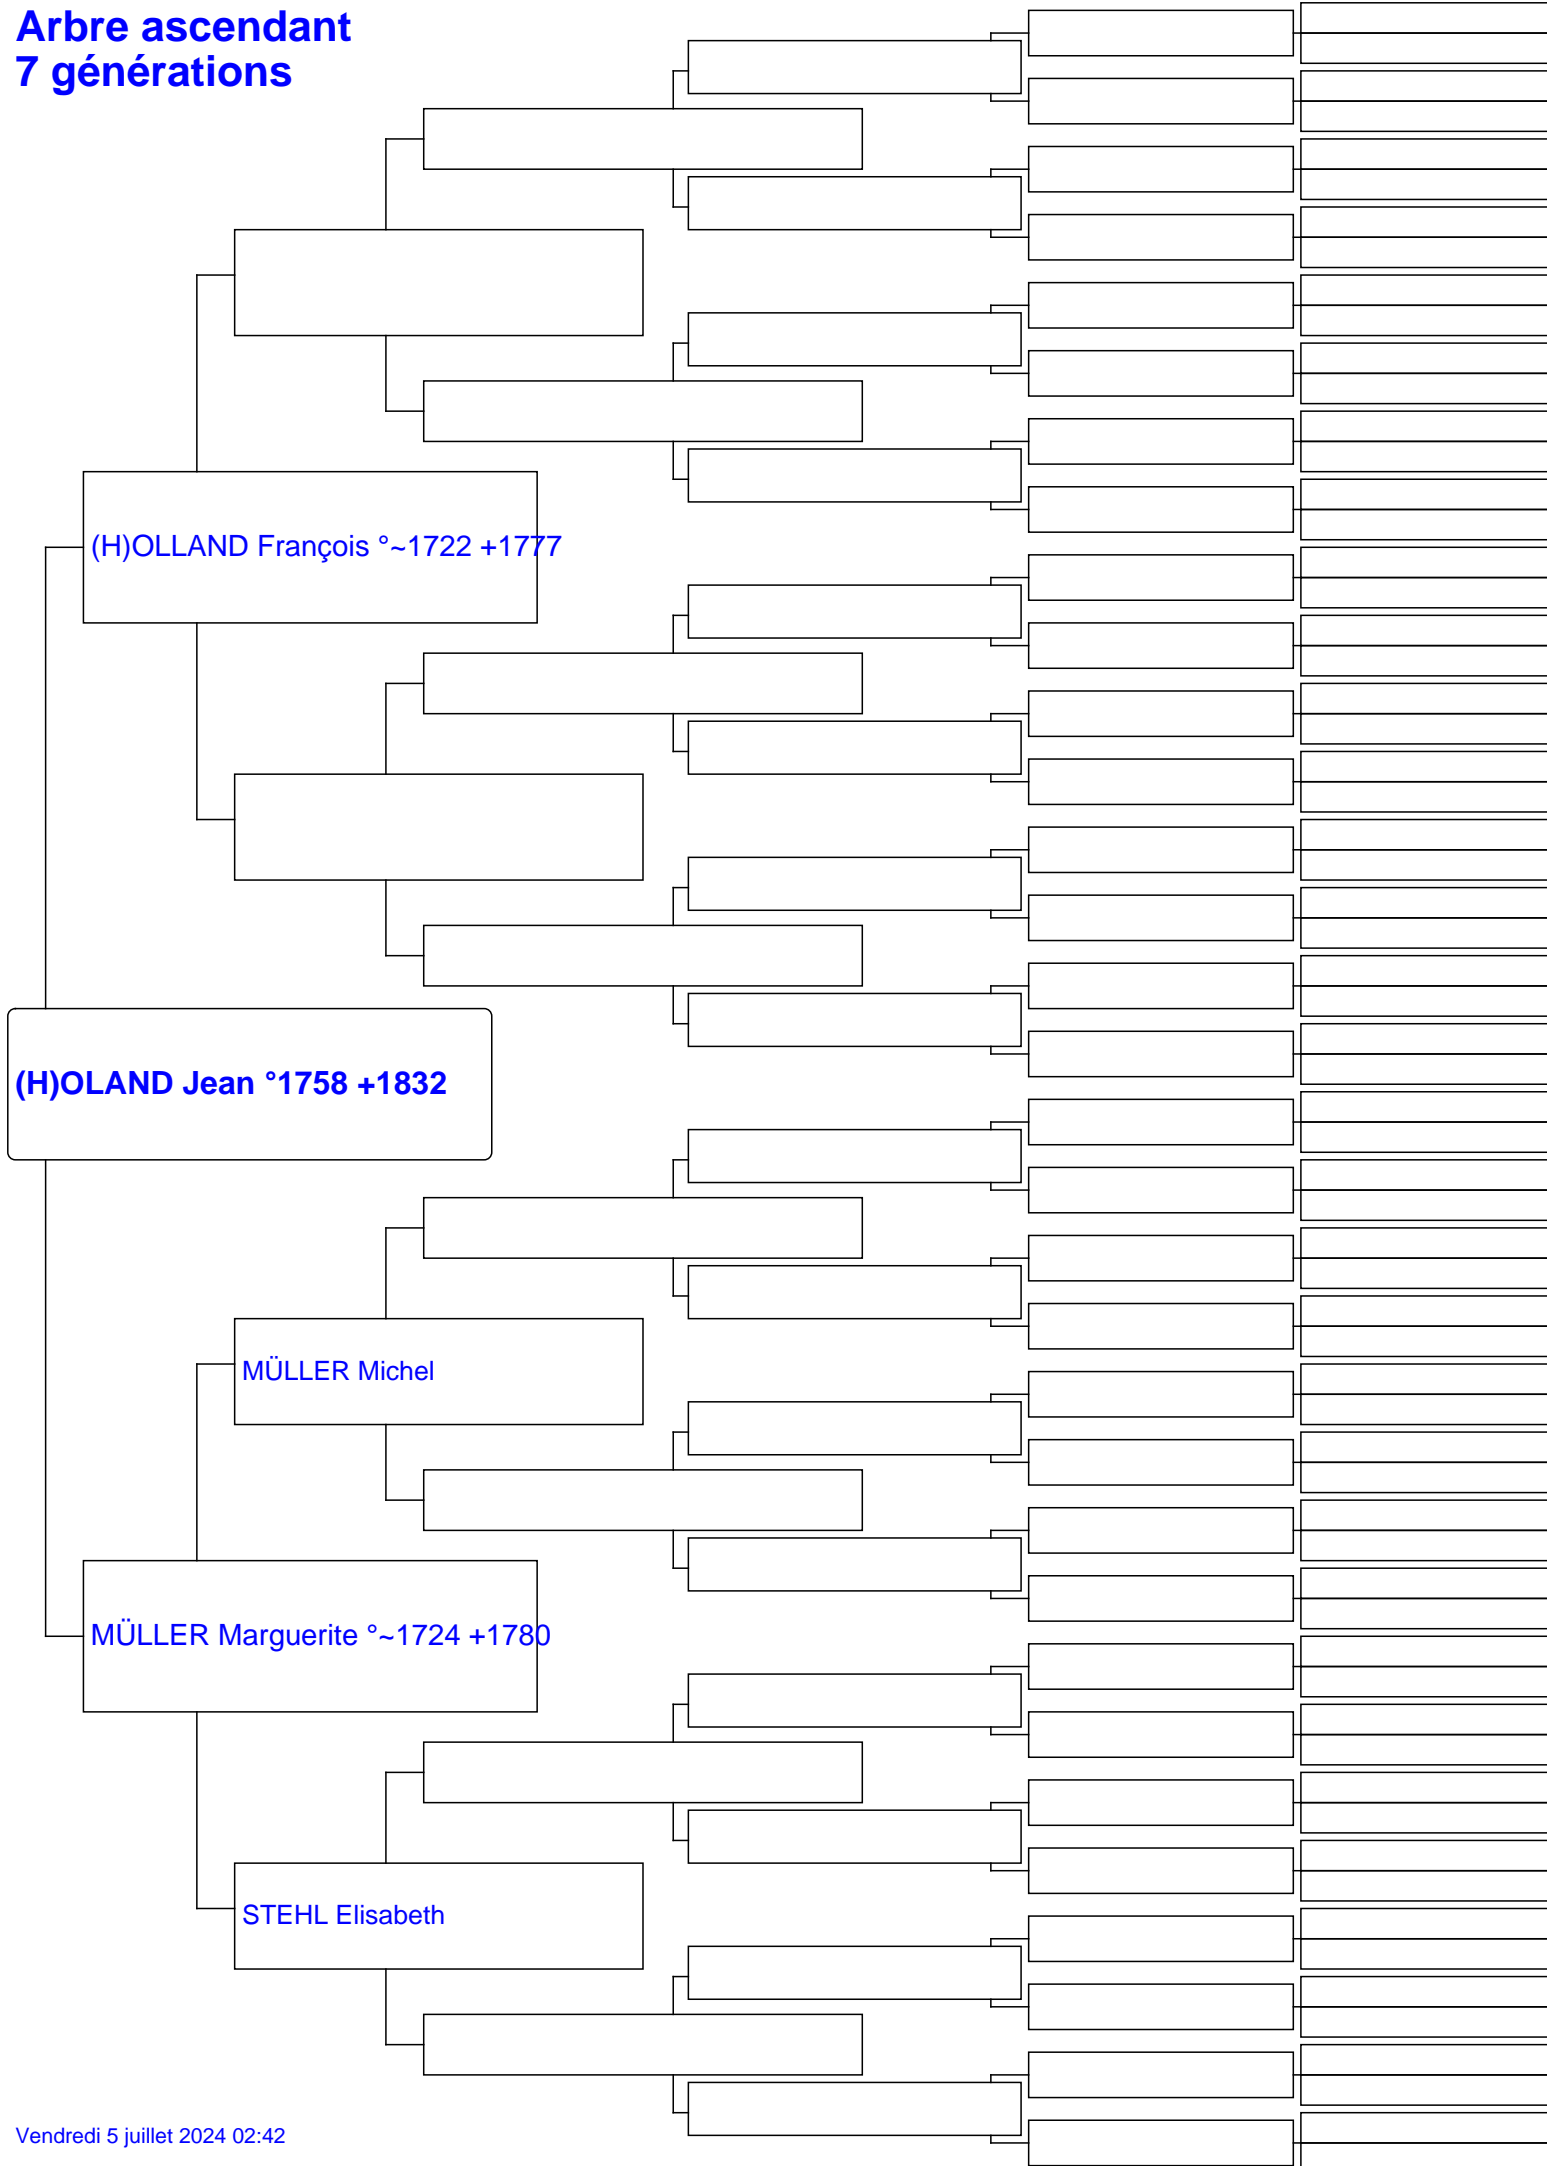 Arbre ascendant
7 générations
(H)OLLAND François °~1722 +1777
(H)OLAND Jean °1758 +1832
MÜLLER Michel
MÜLLER Marguerite °~1724 +1780
STEHL Elisabeth
Vendredi 5 juillet 2024 02:42